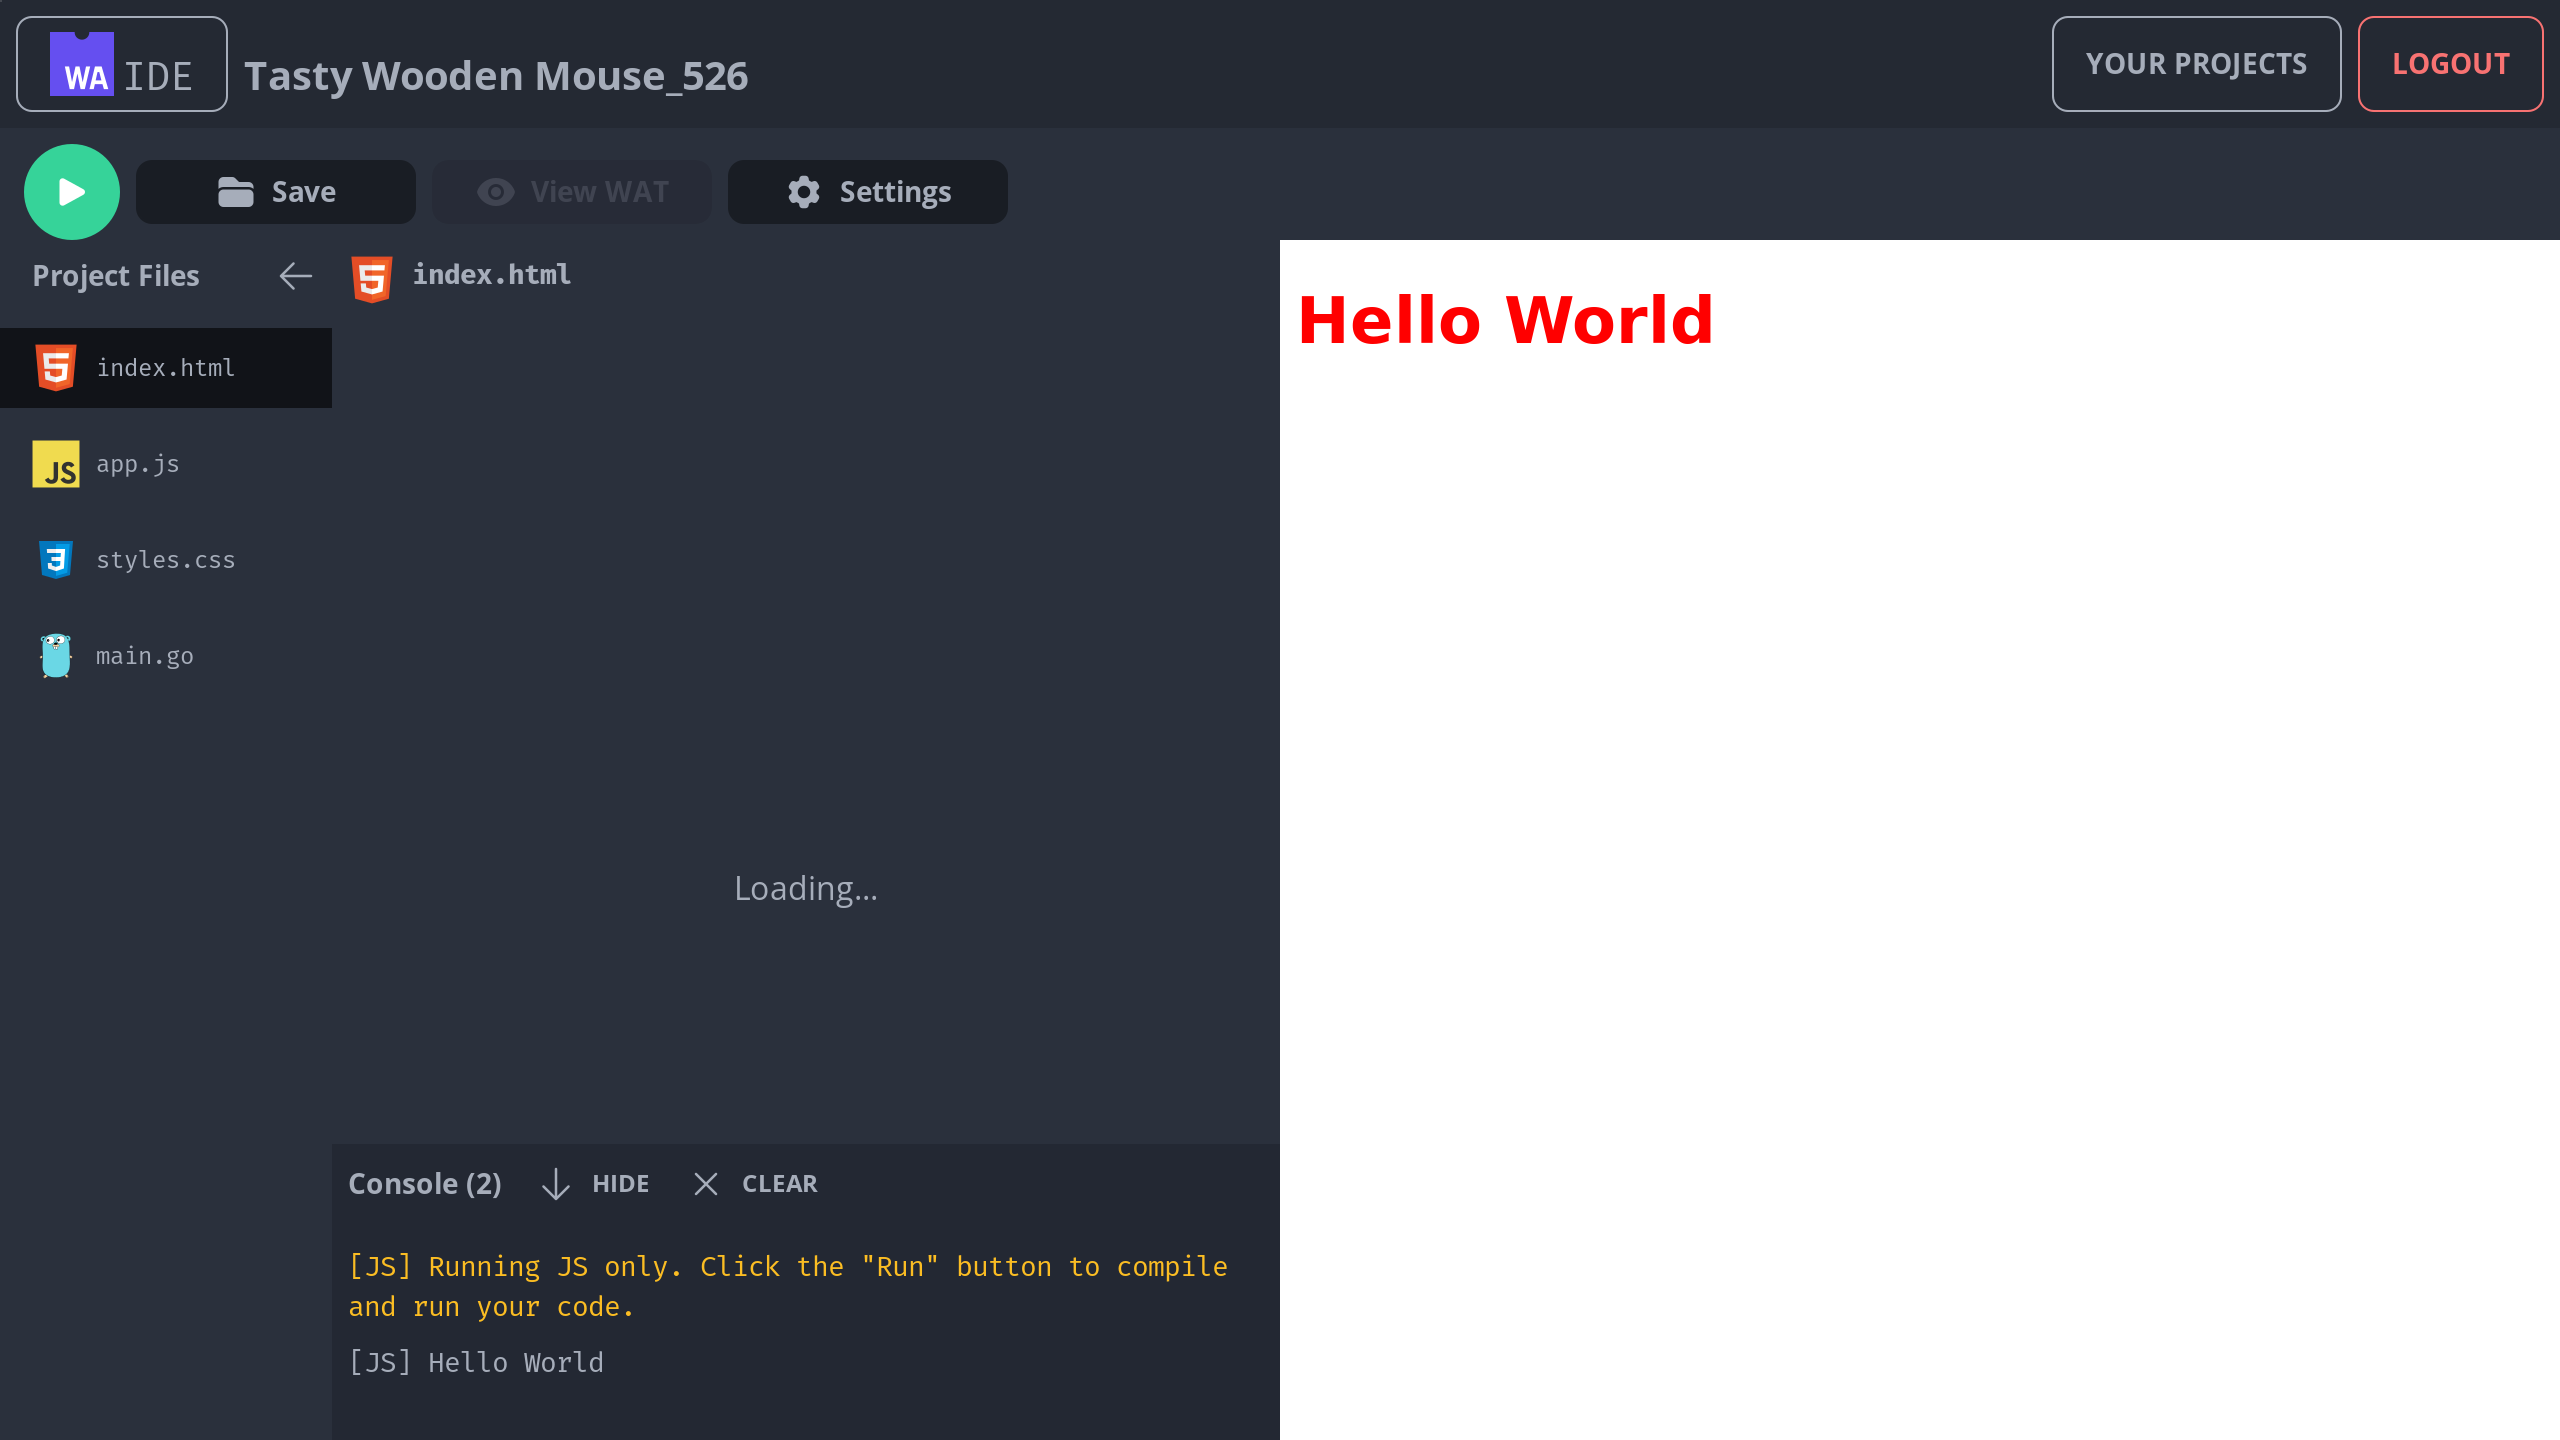 WA IDE Tasty Wooden Mouse_526 YOUR PROJECTS LOGOUT
Save View WAT Settings
Project Files
index.html
Hello World
index.html
JS app.js
styles.css
main.go
Loading...
Console (2) HIDE CLEAR
[JS] Running JS only. Click the "Run" button to compile
and run your code.
[JS] Hello World